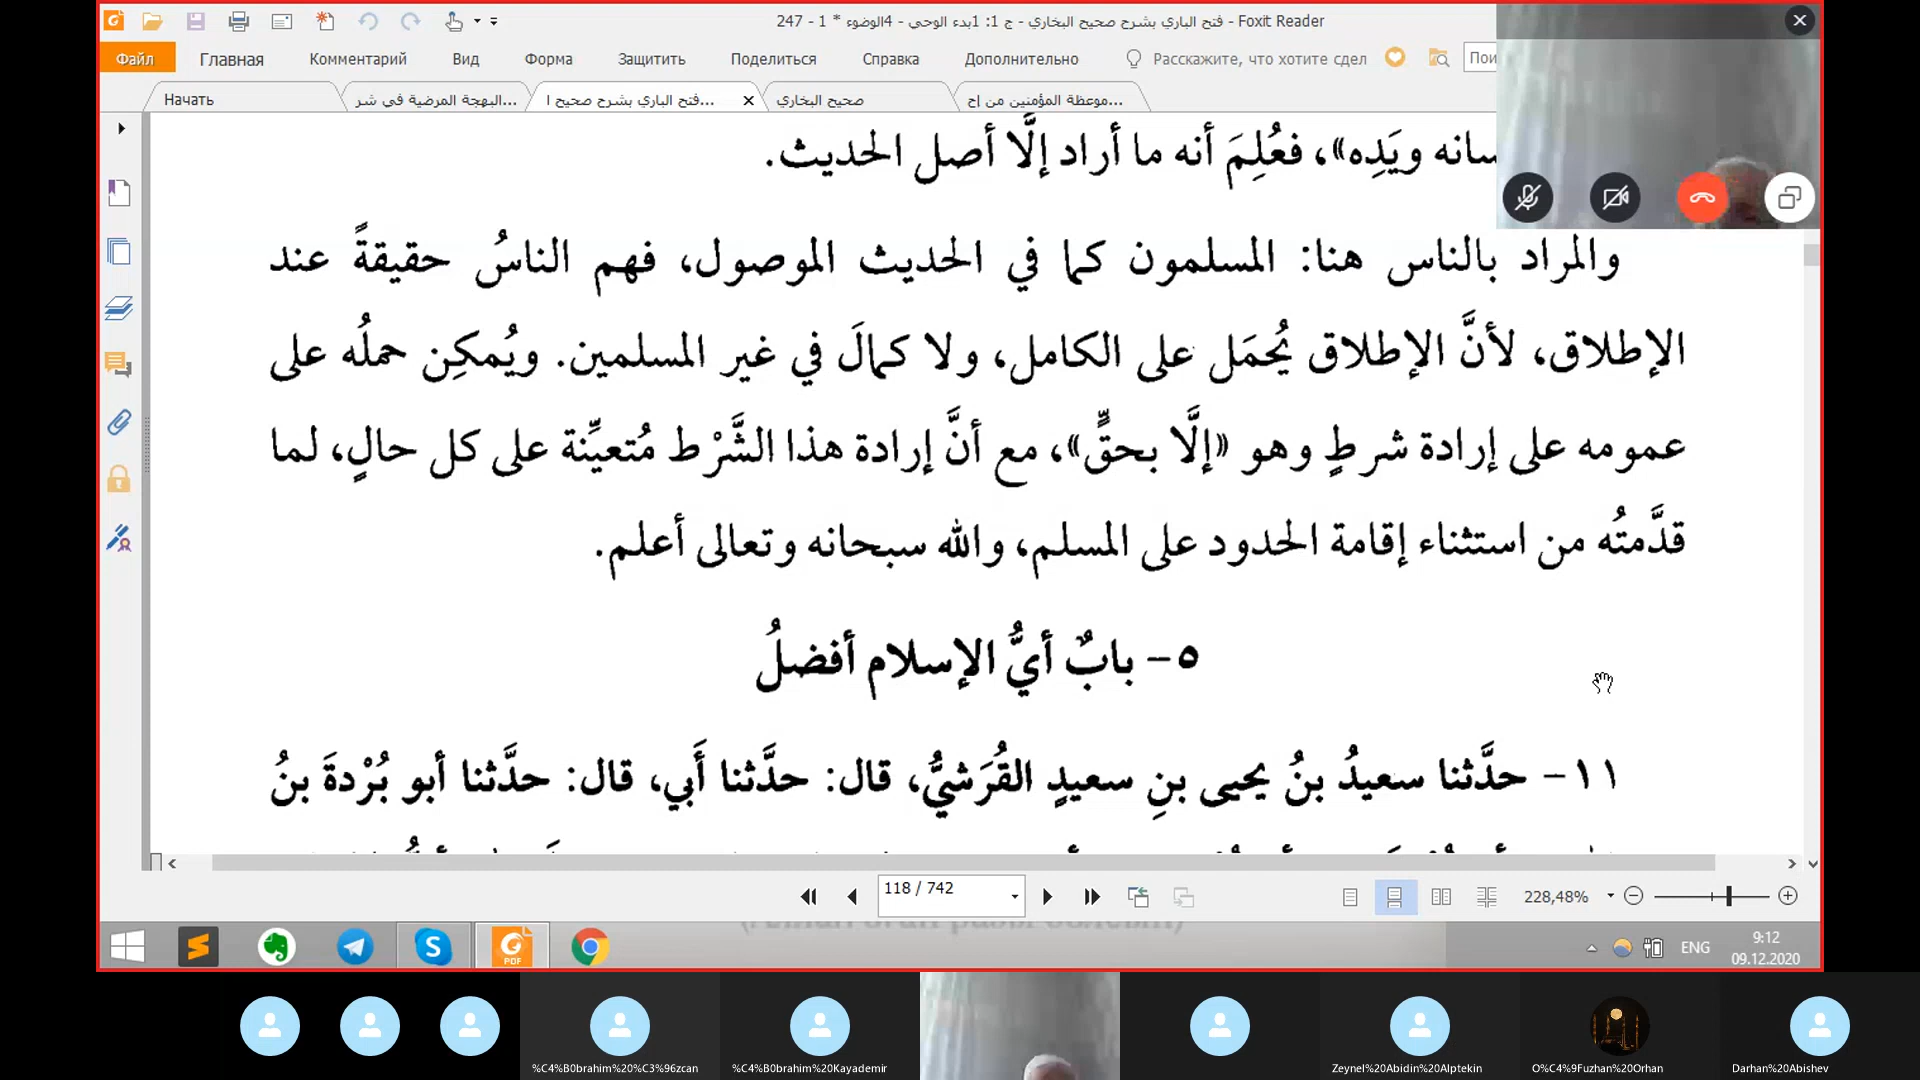 فتح الباري بشرح صحيح البخاري - ج 1: 1بدء الوحي - 4الوضوء * 1 - 247 - Foxit Reader
Файл Главная Комментарий Вид Форма Защитить Поделиться Справка Дополнительно Расскажите, что хотите сдел Пои
Начать البهجة المرضية في شر... فتح الباري بشرح صحيح ا... صحيح البخاري موعظة المؤمنين من إح...
سانه ويَدِه»، فعُلِمَ أنه ما أراد إلَّا أصل الحديث.
والمراد بالناس هنا: المسلمون كما في الحديث الموصول، فهم الناسُ حقيقةً عند
الإطلاق، لأنَّ الإطلاق يُحمَل على الكامل، ولا كمالَ في غير المسلمين. ويُمكِن حملُه على
عمومه على إرادة شرطٍ وهو «إلَّا بحقٍّ»، مع أنَّ إرادة هذا الشَّرْط مُتعيِّنة على كل حالٍ، لما
قدَّمتُه من استثناء إقامة الحدود على المسلم، والله سبحانه وتعالى أعلم.
٥- بابٌ أيُّ الإسلام أفضلُ
١١- حدَّثنا سعيدُ بنُ يحيى بنِ سعيدٍ القُرَشيُّ، قال: حدَّثنا أَبي، قال: حدَّثنا أبو بُرْدةَ بنُ
118 / 742
228,48%
PDF
ENG
9:12
09.12.2020
%C4%B0brahim%20%C3%96zcan
%C4%B0brahim%20Kayademir
Zeynel%20Abidin%20Alptekin
O%C4%9Fuzhan%20Orhan
Darhan%20Abishev